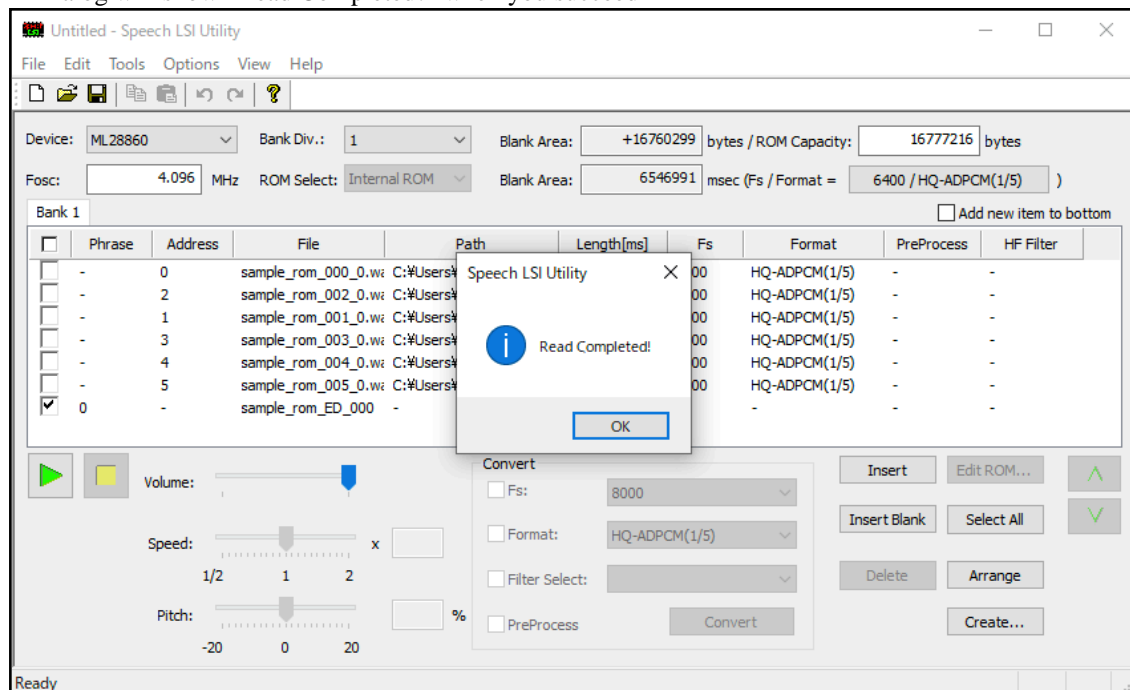 Untitled - Speech LSI Utility
File Edit Tools Options View Help
Device: ML28860 Bank Div.: 1 Blank Area: +16760299 bytes / ROM Capacity: 16777216 bytes
Fosc: 4.096 MHz ROM Select: Internal ROM Blank Area: 6546991 msec (Fs / Format = 6400 / HQ-ADPCM(1/5) )
Bank 1 Add new item to bottom
Phrase Address File Path Length[ms] Fs Format PreProcess HF Filter
- 0 sample_rom_000_0.wa C:¥Users¥ 00 HQ-ADPCM(1/5) - -
- 2 sample_rom_002_0.wa C:¥Users¥ 00 HQ-ADPCM(1/5) - -
- 1 sample_rom_001_0.wa C:¥Users¥ 00 HQ-ADPCM(1/5) - -
- 3 sample_rom_003_0.wa C:¥Users¥ 00 HQ-ADPCM(1/5) - -
- 4 sample_rom_004_0.wa C:¥Users¥ 00 HQ-ADPCM(1/5) - -
- 5 sample_rom_005_0.wa C:¥Users¥ 00 HQ-ADPCM(1/5) - -
0 - sample_rom_ED_000 - - - -
Speech LSI Utility
Read Completed!
OK
Volume:
Speed: x
1/2 1 2
Pitch: %
-20 0 20
Convert
Fs: 8000
Format: HQ-ADPCM(1/5)
Filter Select:
PreProcess Convert
Insert Edit ROM...
Insert Blank Select All
Delete Arrange
Create...
Ready